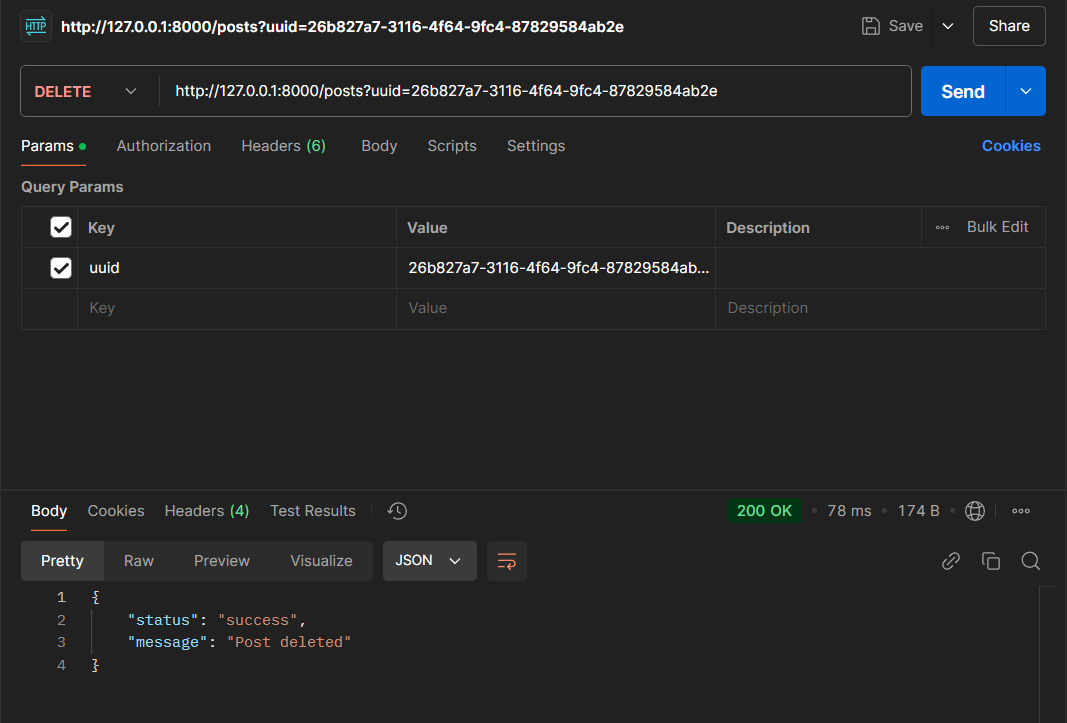 HTTP http://127.0.0.1:8000/posts?uuid=26b827a7-3116-4f64-9fc4-87829584ab2e Save Share
DELETE http://127.0.0.1:8000/posts?uuid=26b827a7-3116-4f64-9fc4-87829584ab2e Send
Params Authorization Headers (6) Body Scripts Settings Cookies
Query Params
Key Value Description Bulk Edit
uuid 26b827a7-3116-4f64-9fc4-87829584ab...
Key Value Description
Body Cookies Headers (4) Test Results 200 OK 78 ms 174 B
Pretty Raw Preview Visualize JSON
1 {
2 "status": "success",
3 "message": "Post deleted"
4 }